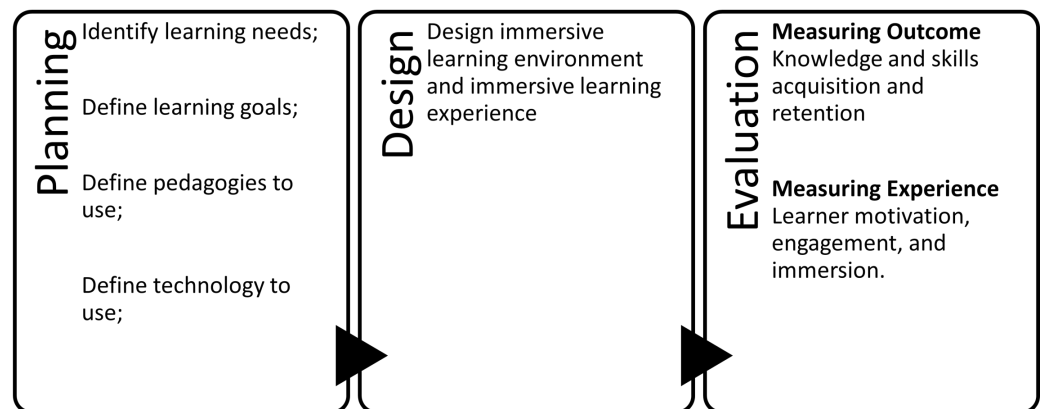 Planning
Identify learning needs;
Define learning goals;
Define pedagogies to
use;
Define technology to
use;
Design
Design immersive
learning environment
and immersive learning
experience
Evaluation
Measuring Outcome
Knowledge and skills
acquisition and
retention
Measuring Experience
Learner motivation,
engagement, and
immersion.